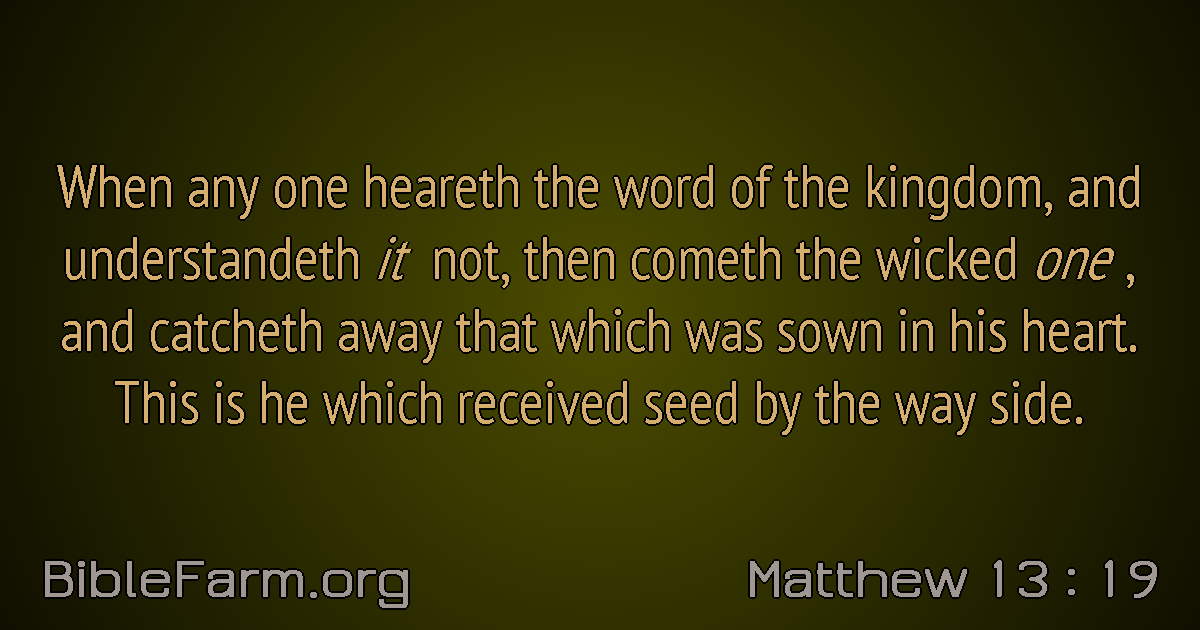 When any one heareth the word of the kingdom, and
understandeth it not, then cometh the wicked one ,
and catcheth away that which was sown in his heart.
This is he which received seed by the way side.
BibleFarm.org
Matthew 13 : 19